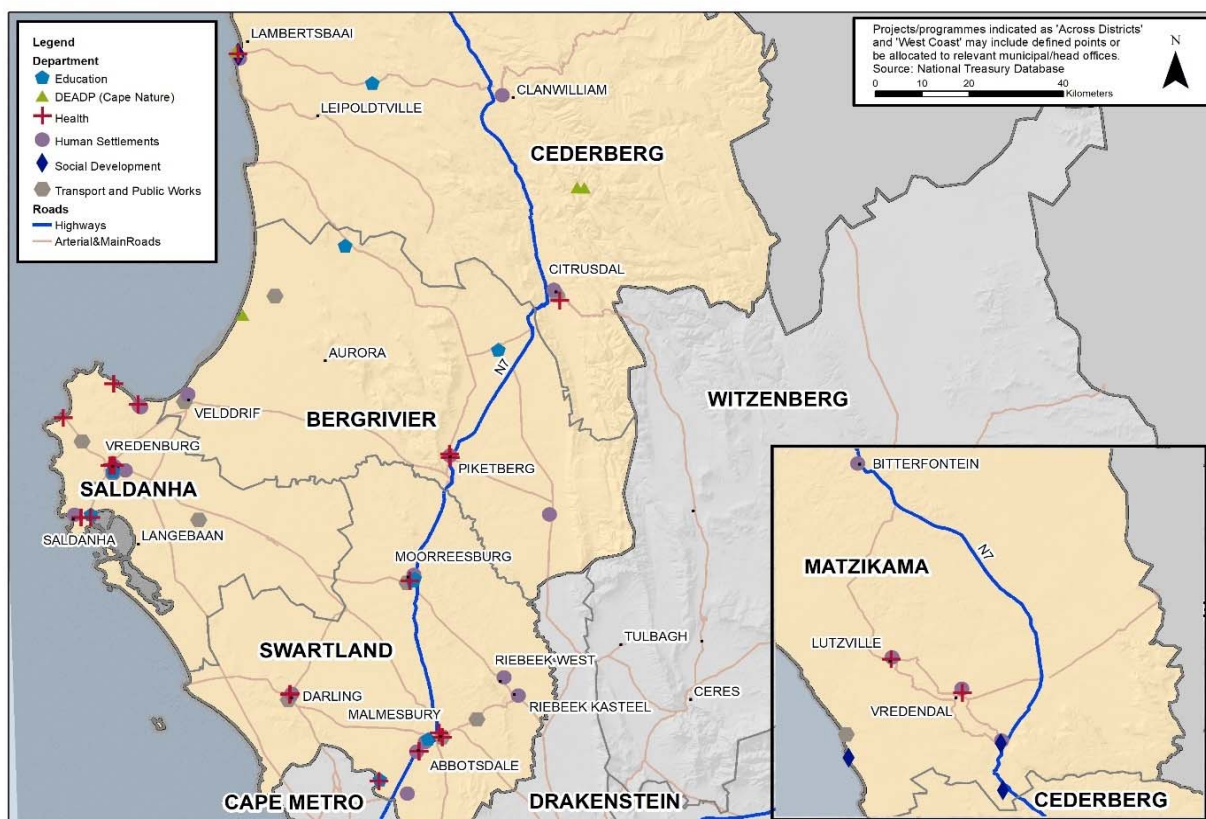 Legend
Department
Education
DEADP (Cape Nature)
Health
Human Settlements
Social Development
Transport and Public Works
Roads
Highways
Arterial&MainRoads
Projects/programmes indicated as 'Across Districts'
and 'West Coast' may include defined points or
be allocated to relevant municipal/head offices.
Source: National Treasury Database
0 10 20 40
Kilometers
N
LAMBERTSBAAI
CLANWILLIAM
LEIPOLDTVILLE
CEDERBERG
CITRUSDAL
AURORA
N7
WITZENBERG
VELDDRIF
BERGRIVIER
VREDENBURG
PIKETBERG
SALDANHA
SALDANHA
LANGEBAAN
MOORREESBURG
SWARTLAND
TULBAGH
RIEBEEK WEST
DARLING
RIEBEEK KASTEEL
CERES
MALMESBURY
ABBOTSDALE
CAPE METRO
DRAKENSTEIN
BITTERFONTEIN
N7
MATZIKAMA
LUTZVILLE
VREDENDAL
CEDERBERG